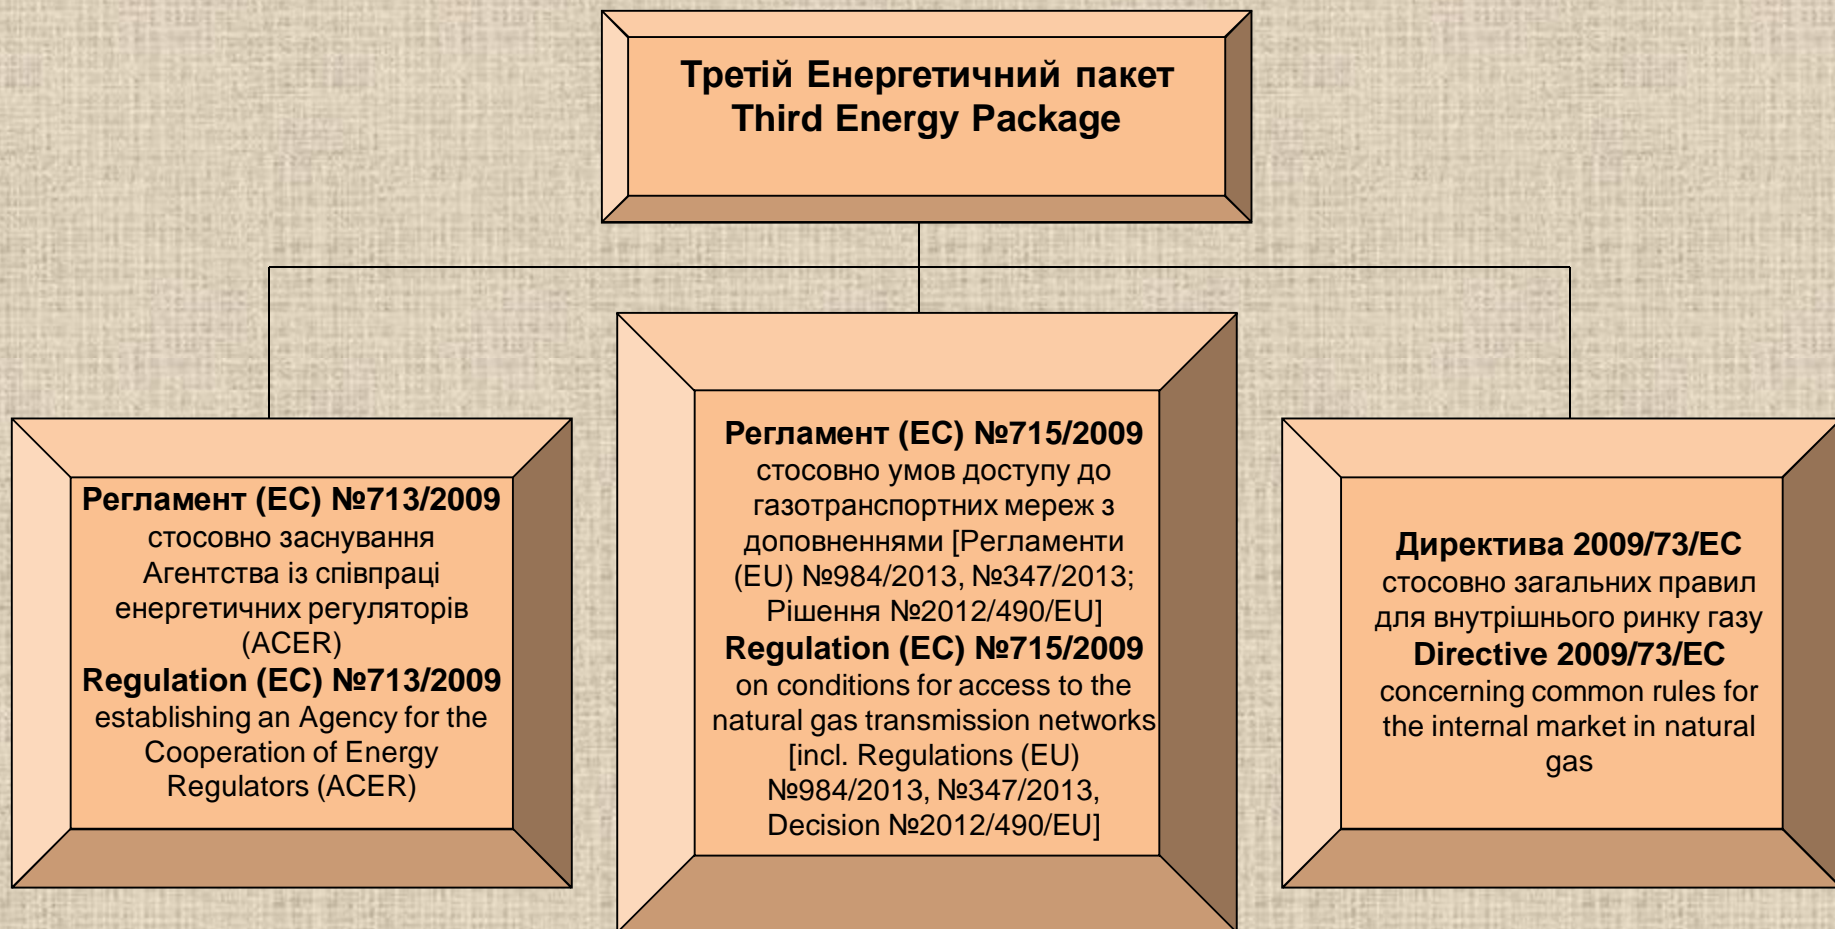 Третій Енергетичний пакет
Third Energy Package
Регламент (ЕС) №713/2009
стосовно заснування
Агентства із співпраці
енергетичних регуляторів
(ACER)
Regulation (EC) №713/2009
establishing an Agency for the
Cooperation of Energy
Regulators (ACER)
Регламент (ЕС) №715/2009
стосовно умов доступу до
газотранспортних мереж з
доповненнями [Регламенти
(EU) №984/2013, №347/2013;
Рішення №2012/490/EU]
Regulation (EC) №715/2009
on conditions for access to the
natural gas transmission networks
[incl. Regulations (EU)
№984/2013, №347/2013,
Decision №2012/490/EU]
Директива 2009/73/ЕС
стосовно загальних правил
для внутрішнього ринку газу
Directive 2009/73/EC
concerning common rules for
the internal market in natural
gas